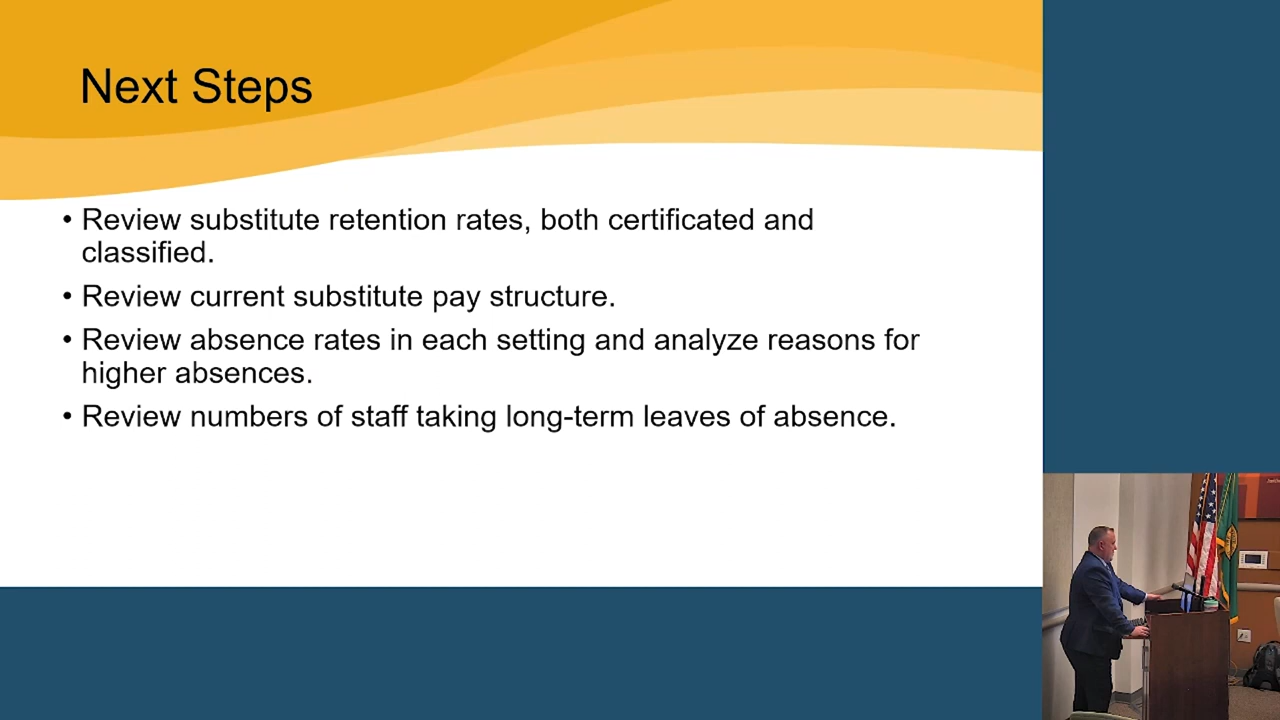 Next Steps
• Review substitute retention rates, both certificated and
classified.
• Review current substitute pay structure.
• Review absence rates in each setting and analyze reasons for
higher absences.
• Review numbers of staff taking long-term leaves of absence.